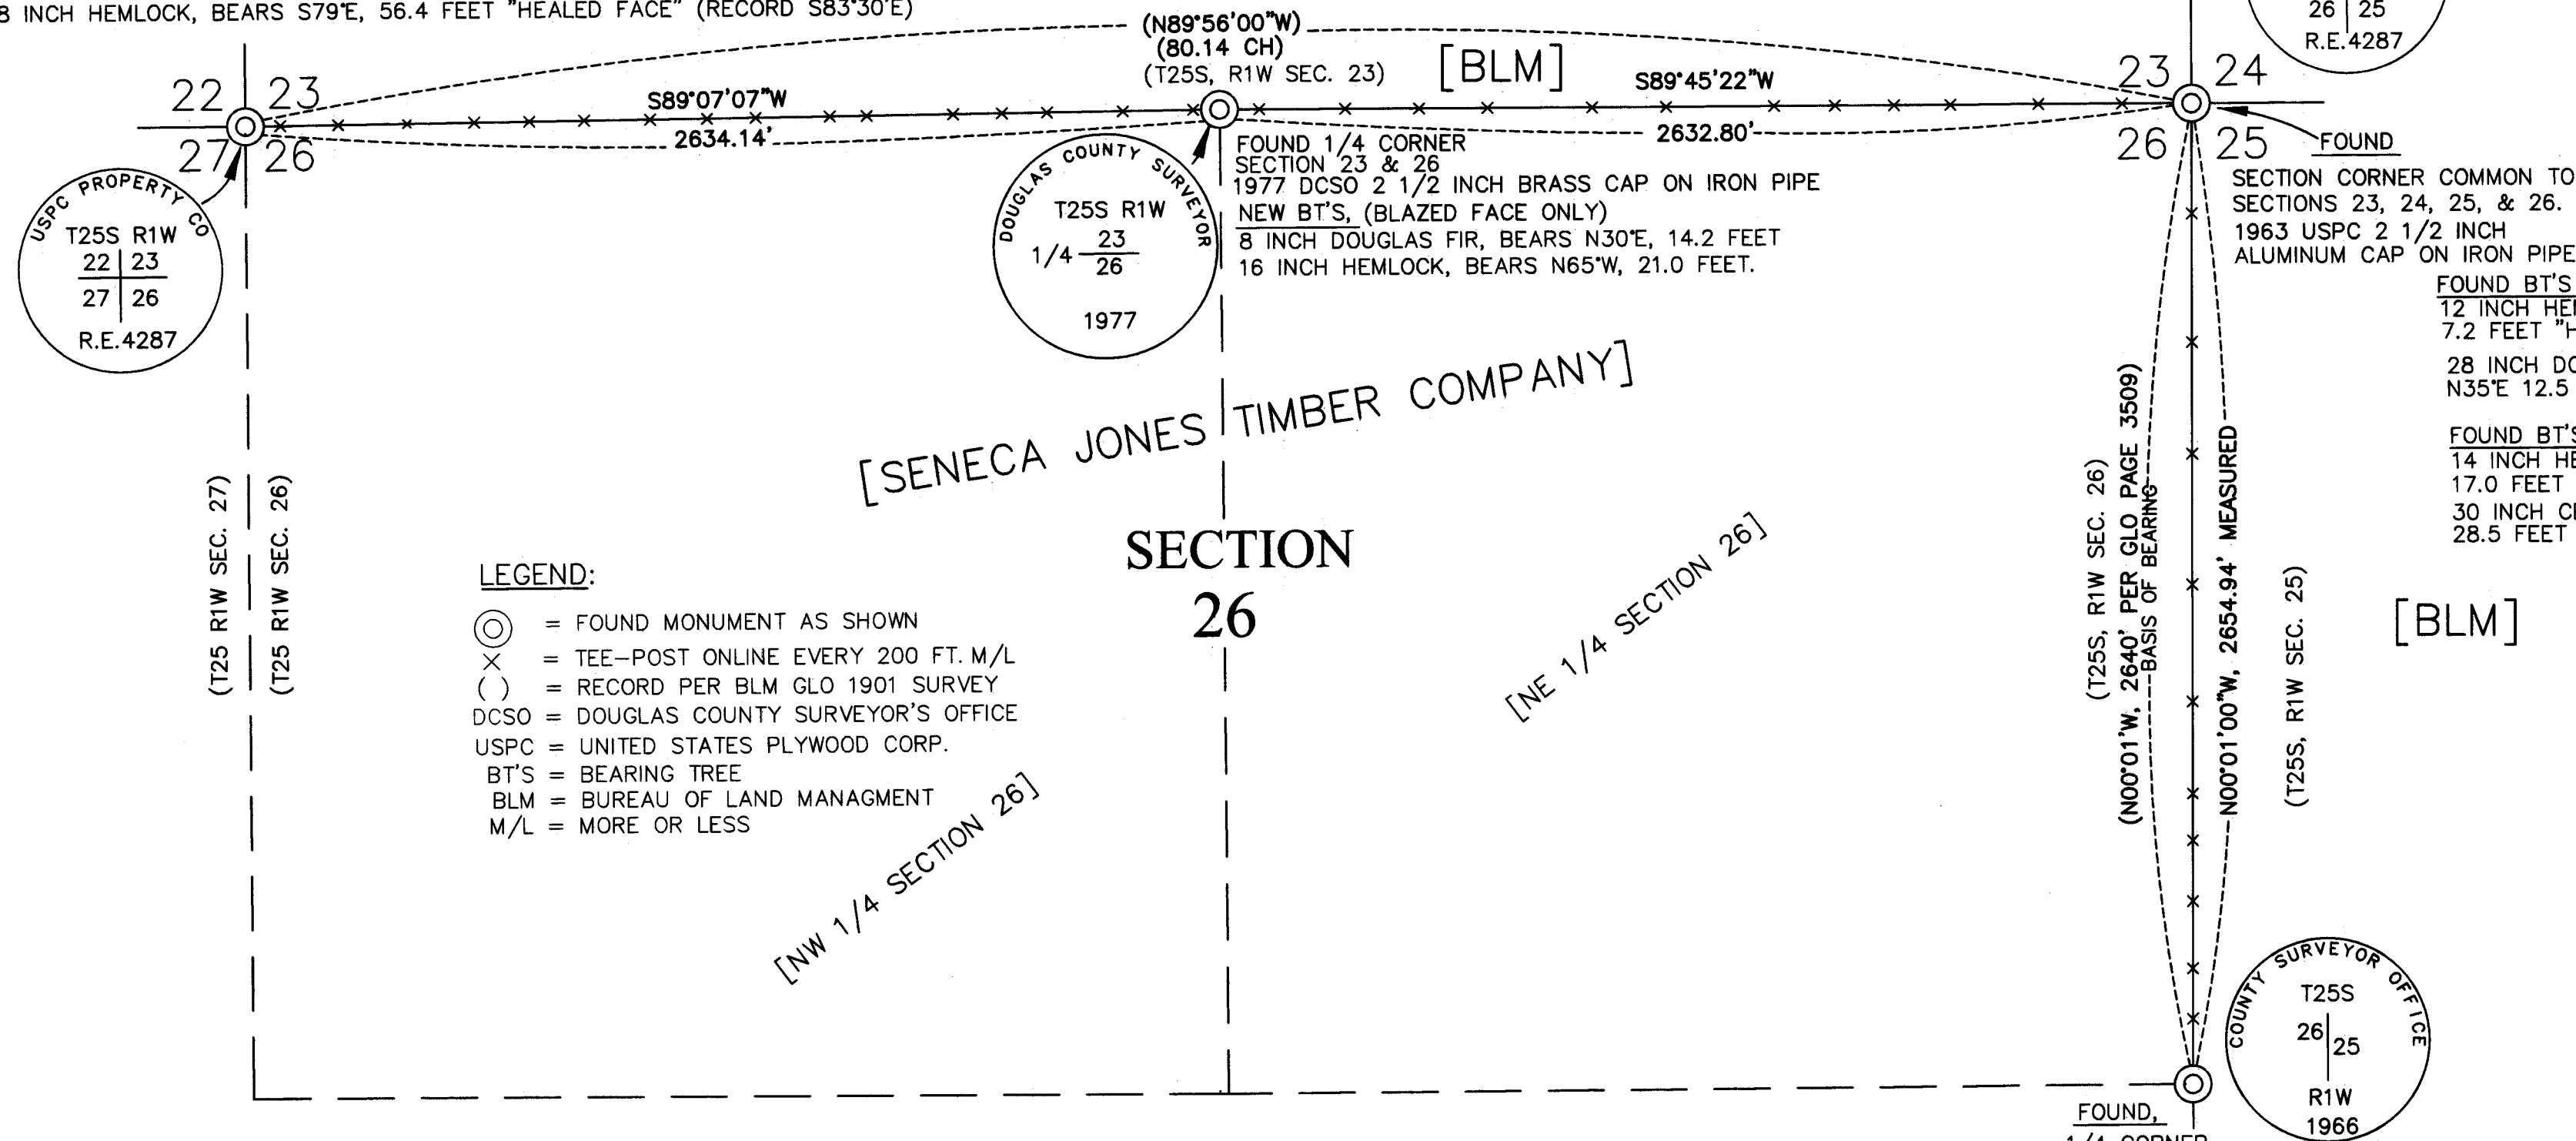 8 INCH HEMLOCK, BEARS S79°E, 56.4 FEET "HEALED FACE" (RECORD S83°30'E)
(N89°56'00"W)
(80.14 CH)
(T25S, R1W SEC. 23)
[BLM]
26 25
R.E.4287
22 23
27 26
S89°07'07"W
2634.14'
S89°45'22"W
2632.80'
23 24
26 25
USPC PROPERTY CO
T25S R1W
22 23
27 26
R.E.4287
DOUGLAS COUNTY SURVEYOR
T25S R1W
1/4 23
26
1977
FOUND 1/4 CORNER
SECTION 23 & 26
1977 DCSO 2 1/2 INCH BRASS CAP ON IRON PIPE
NEW BT'S, (BLAZED FACE ONLY)
8 INCH DOUGLAS FIR, BEARS N30°E, 14.2 FEET
16 INCH HEMLOCK, BEARS N65°W, 21.0 FEET.
FOUND
SECTION CORNER COMMON TO
SECTIONS 23, 24, 25, & 26.
1963 USPC 2 1/2 INCH
ALUMINUM CAP ON IRON PIPE
FOUND BT'S
12 INCH HE
7.2 FEET "H
28 INCH DO
N35°E 12.5
FOUND BT'S
14 INCH HE
17.0 FEET
30 INCH C
28.5 FEET
[SENECA JONES TIMBER COMPANY]
SECTION
26
(T25 R1W SEC. 27)
(T25 R1W SEC. 26)
LEGEND:
= FOUND MONUMENT AS SHOWN
× = TEE-POST ONLINE EVERY 200 FT. M/L
( ) = RECORD PER BLM GLO 1901 SURVEY
DCSO = DOUGLAS COUNTY SURVEYOR'S OFFICE
USPC = UNITED STATES PLYWOOD CORP.
BT'S = BEARING TREE
BLM = BUREAU OF LAND MANAGMENT
M/L = MORE OR LESS
[NW 1/4 SECTION 26]
[NE 1/4 SECTION 26]
(T25S, R1W SEC. 26)
(N00°01'W, 2640' PER GLO PAGE 3509)
BASIS OF BEARING
N00°01'00"W, 2654.94' MEASURED
(T25S, R1W SEC. 25)
[BLM]
COUNTY SURVEYOR OFFICE
T25S
26 25
R1W
1966
FOUND,
1/4 CORNER